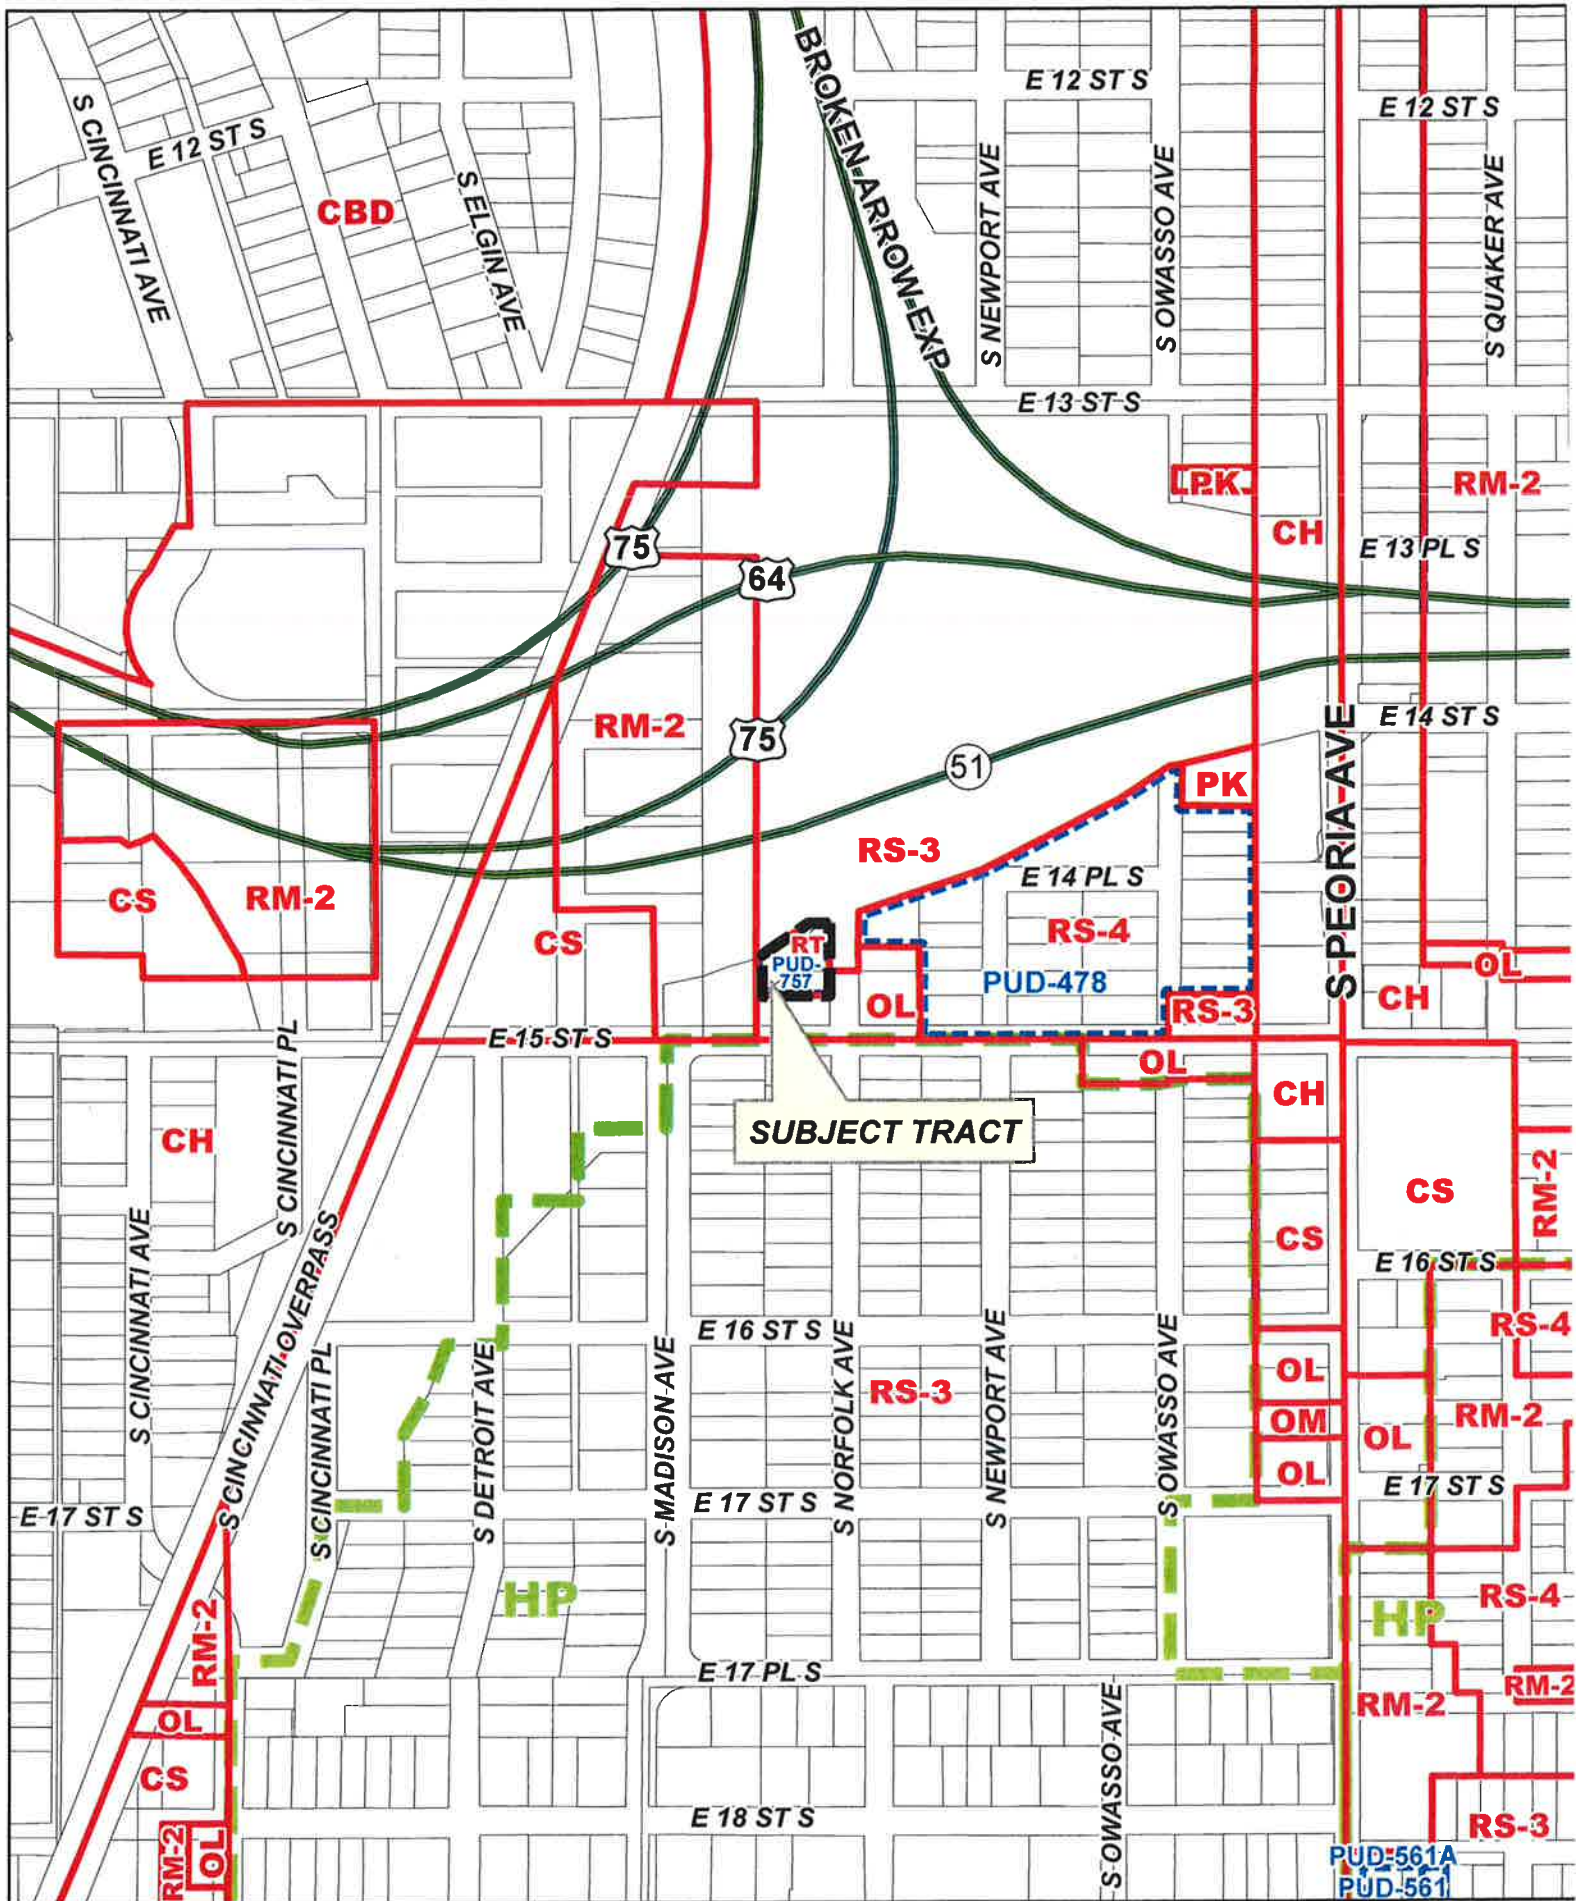 BROKEN ARROW EXP
E 12 ST S
E 12 ST S
S CINCINNATI AVE
E 12 ST S
CBD
S ELGIN AVE
S NEWPORT AVE
S OWASSO AVE
S QUAKER AVE
E 13 ST S
PK
RM-2
CH
E 13 PL S
75
64
RM-2
75
51
E 14 ST S
S PEORIA AVE
PK
RS-3
E 14 PL S
CS
RM-2
CS
RT
PUD-
757
RS-4
PUD-478
OL
OL
CH
RS-3
S CINCINNATI PL
E 15 ST S
OL
CH
CH
SUBJECT TRACT
CS
RM-2
CS
S CINCINNATI AVE
S CINCINNATI OVERPASS
E 16 ST S
E 16 ST S
RS-4
S CINCINNATI PL
S DETROIT AVE
S MADISON AVE
S NORFOLK AVE
RS-3
S NEWPORT AVE
S OWASSO AVE
OL
OM
OL
OL
RM-2
E 17 ST S
E 17 ST S
E 17 ST S
HP
RS-4
HP
RM-2
E 17 PL S
RM-2
RM-2
OL
CS
S OWASSO AVE
E 18 ST S
RS-3
RM-2
OL
PUD-561A
PUD-561